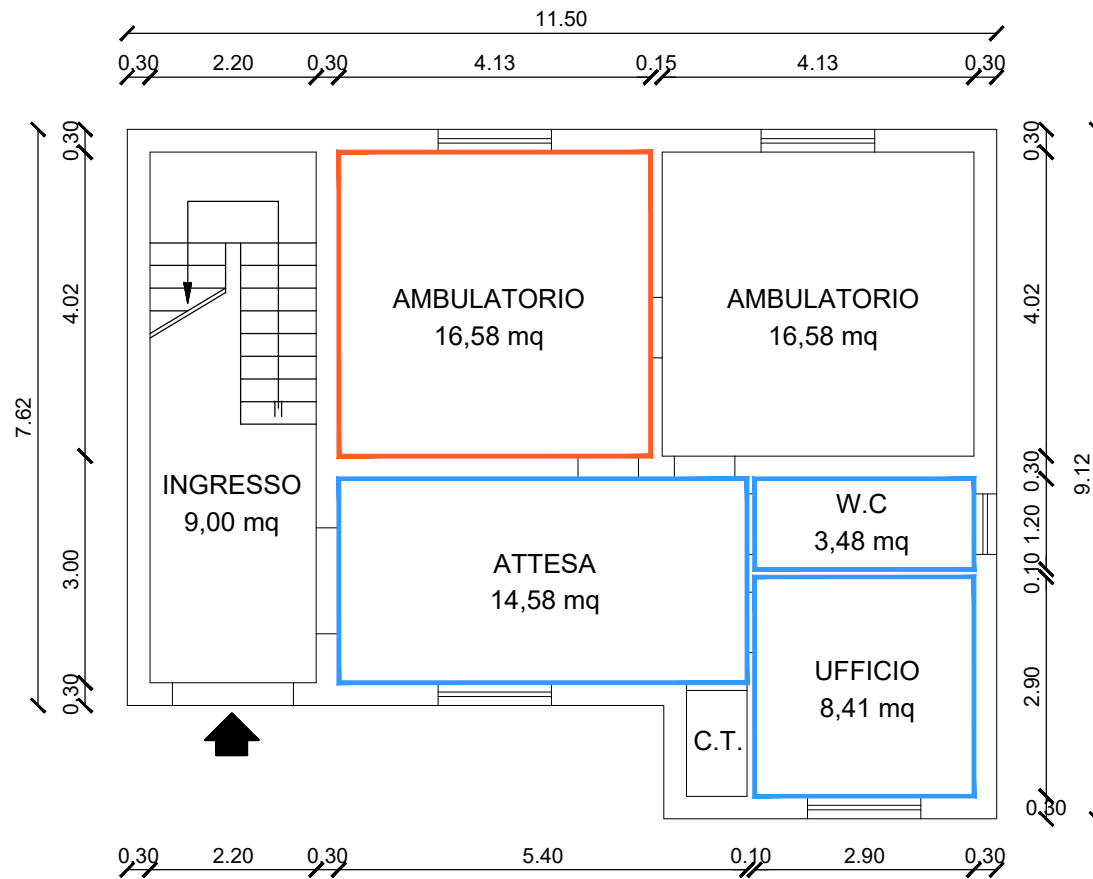 11.50
0.30 2.20 0.30 4.13 0.15 4.13 0.30
0.30
4.02
7.62
3.00
0.30
AMBULATORIO
16,58 mq
AMBULATORIO
16,58 mq
INGRESSO
9,00 mq
ATTESA
14,58 mq
W.C
3,48 mq
UFFICIO
8,41 mq
C.T.
0.30
4.02
0.30
9.12
1.20
0.10
2.90
0.30
0.30 2.20 0.30 5.40 0.10 2.90 0.30